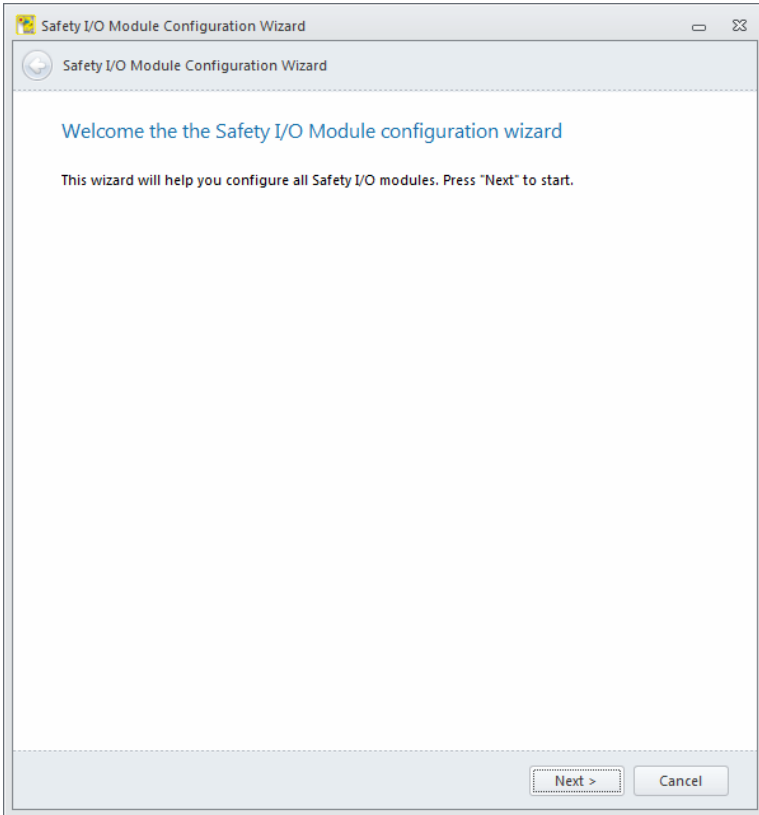 Safety I/O Module Configuration Wizard
Safety I/O Module Configuration Wizard
Welcome the the Safety I/O Module configuration wizard
This wizard will help you configure all Safety I/O modules. Press "Next" to start.
Next >
Cancel